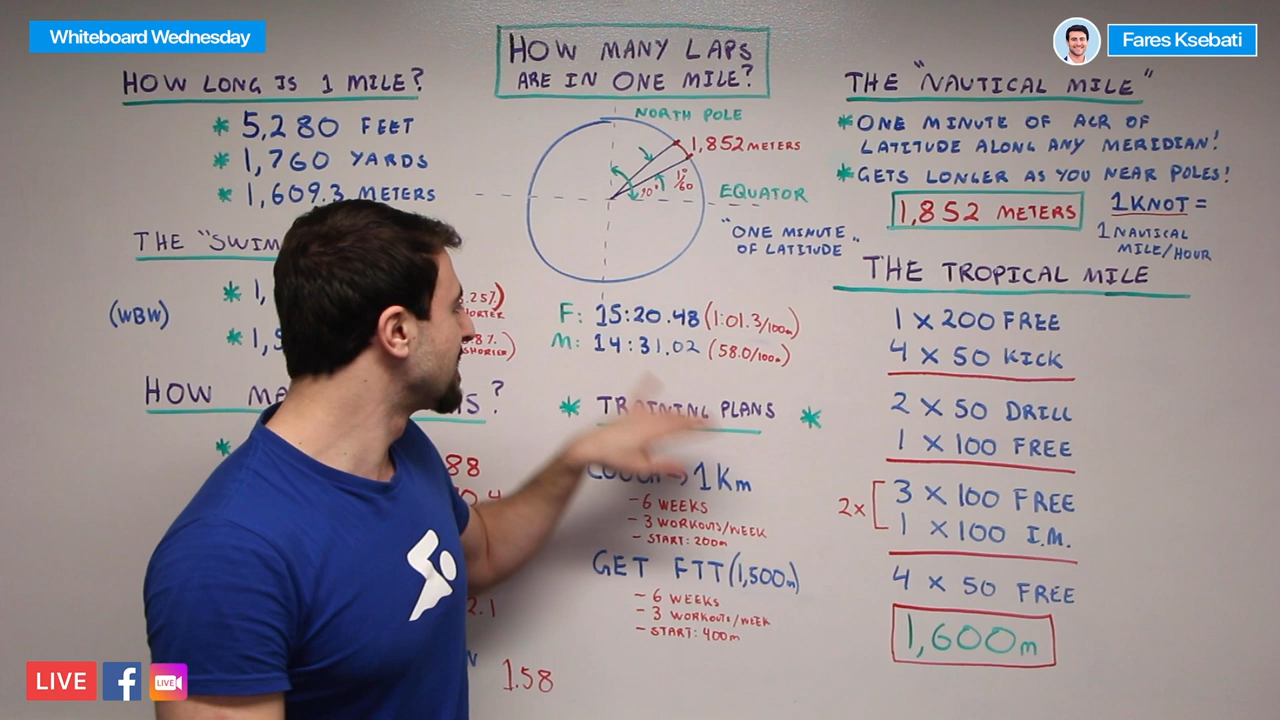 Whiteboard Wednesday
Fares Ksebati
HOW MANY LAPS
ARE IN ONE MILE?
HOW LONG IS 1 MILE?
* 5,280 FEET
* 1,760 YARDS
* 1,609.3 METERS
THE "SWIM
(WBW)
* 1,
.25%)
* 1,5
.8%
SHORTER)
HOW
?
*
88
2.1
1.58
NORTH POLE
1,852 METERS
90°
1°/60
EQUATOR
"ONE MINUTE
OF LATITUDE"
F: 15:20.48 (1:01.3/100m)
M: 14:31.02 (58.0/100m)
* TRAINING PLANS *
1Km
- 6 WEEKS
- 3 WORKOUTS/WEEK
- START: 200m
GET FTT (1,500m)
- 6 WEEKS
- 3 WORKOUTS/WEEK
- START: 400m
THE "NAUTICAL MILE"
* ONE MINUTE OF ACR OF
LATITUDE ALONG ANY MERIDIAN!
* GETS LONGER AS YOU NEAR POLES!
1,852 METERS
1 KNOT =
1 NAUTICAL
MILE/HOUR
THE TROPICAL MILE
1 x 200 FREE
4 x 50 KICK
2 x 50 DRILL
1 x 100 FREE
2x [ 3 x 100 FREE
1 x 100 I.M.
4 x 50 FREE
1,600m
LIVE
LIVE